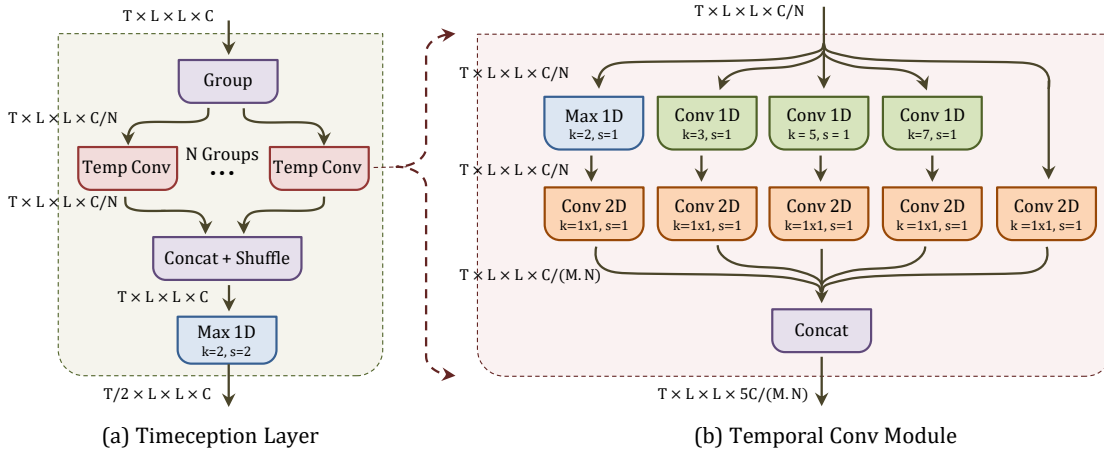 T × L × L × C
Group
T × L × L × C/N
N Groups
Temp Conv
...
Temp Conv
T × L × L × C/N
Concat + Shuffle
T × L × L × C
Max 1D
k=2, s=2
T/2 × L × L × C
(a) Timeception Layer
T × L × L × C/N
T × L × L × C/N
Max 1D
k=2, s=1
Conv 1D
k=3, s=1
Conv 1D
k = 5, s = 1
Conv 1D
k=7, s=1
T × L × L × C/N
Conv 2D
k=1x1, s=1
Conv 2D
k=1x1, s=1
Conv 2D
k=1x1, s=1
Conv 2D
k =1x1, s=1
Conv 2D
k =1x1, s=1
T × L × L × C/(M.N)
Concat
T × L × L × 5C/(M.N)
(b) Temporal Conv Module